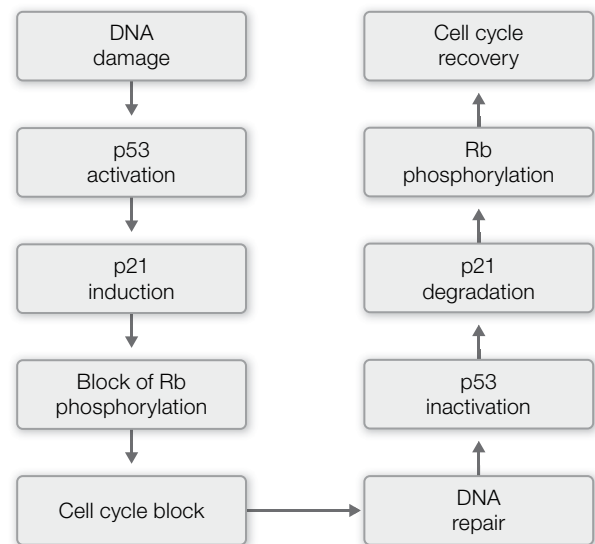 DNA
damage
p53
activation
p21
induction
Block of Rb
phosphorylation
Cell cycle block
DNA
repair
p53
inactivation
p21
degradation
Rb
phosphorylation
Cell cycle
recovery